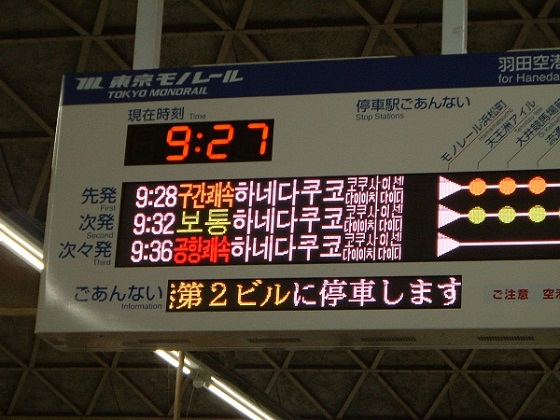 東京モノレール
TOKYO MONORAIL
羽田空港
for Haneda
現在時刻 Time
9:27
停車駅ごあんない
Stop Stations
モノレール浜松町
天王洲アイル
大井競馬場前
先発 First 9:28 구간쾌속 하네다쿠코 코쿠사이센 다이이치 다이
次発 Second 9:32 보통 하네다쿠코 코쿠사이센 다이이치 다이
次々発 Third 9:36 공항쾌속 하네다쿠코 코쿠사이센 다이이치 다이
ごあんない Information 第2ビルに停車します
ご注意